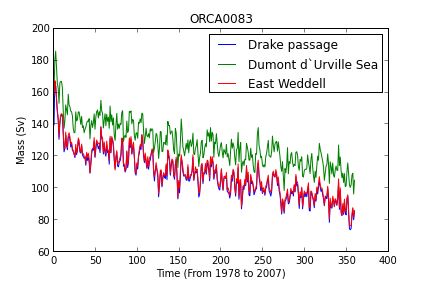 ORCA0083
Drake passage
Dumont d`Urville Sea
East Weddell
Mass (Sv)
200
180
160
140
120
100
80
60
0
50
100
150
200
250
300
350
400
Time (From 1978 to 2007)